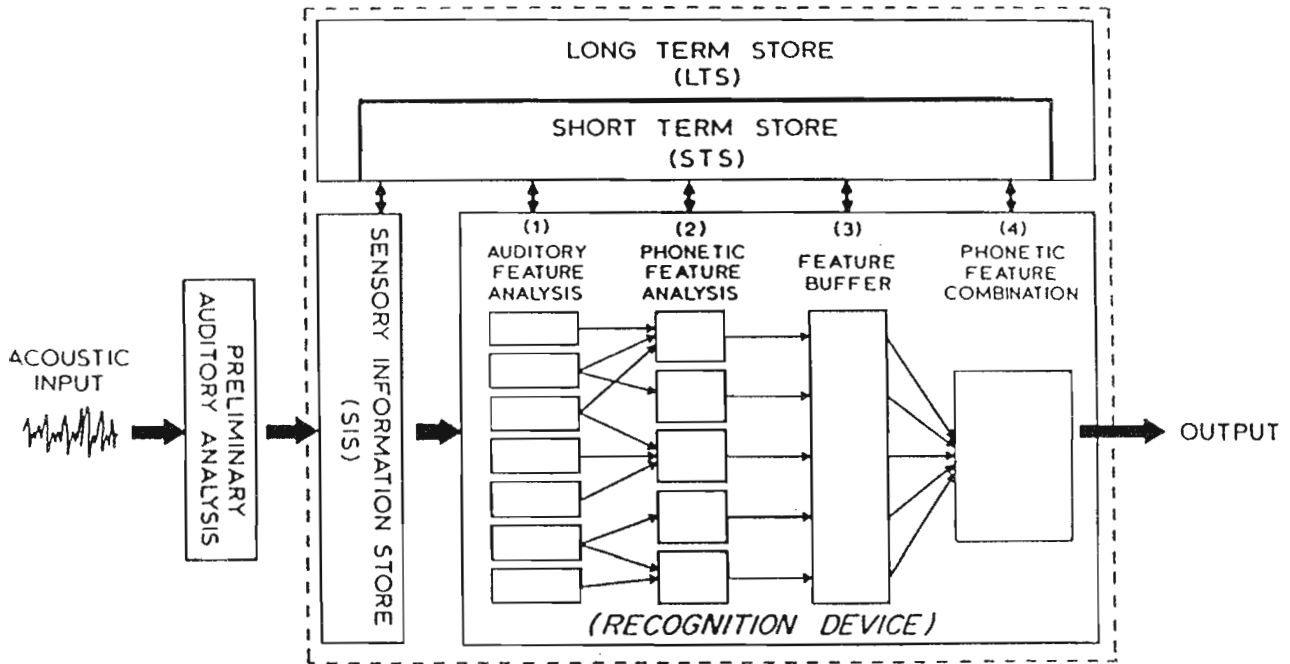 LONG TERM STORE
(LTS)
SHORT TERM STORE
(STS)
ACOUSTIC
INPUT
PRELIMINARY
AUDITORY ANALYSIS
SENSORY INFORMATION STORE
(SIS)
(1)
AUDITORY
FEATURE
ANALYSIS
(2)
PHONETIC
FEATURE
ANALYSIS
(3)
FEATURE
BUFFER
(4)
PHONETIC
FEATURE
COMBINATION
(RECOGNITION DEVICE)
OUTPUT